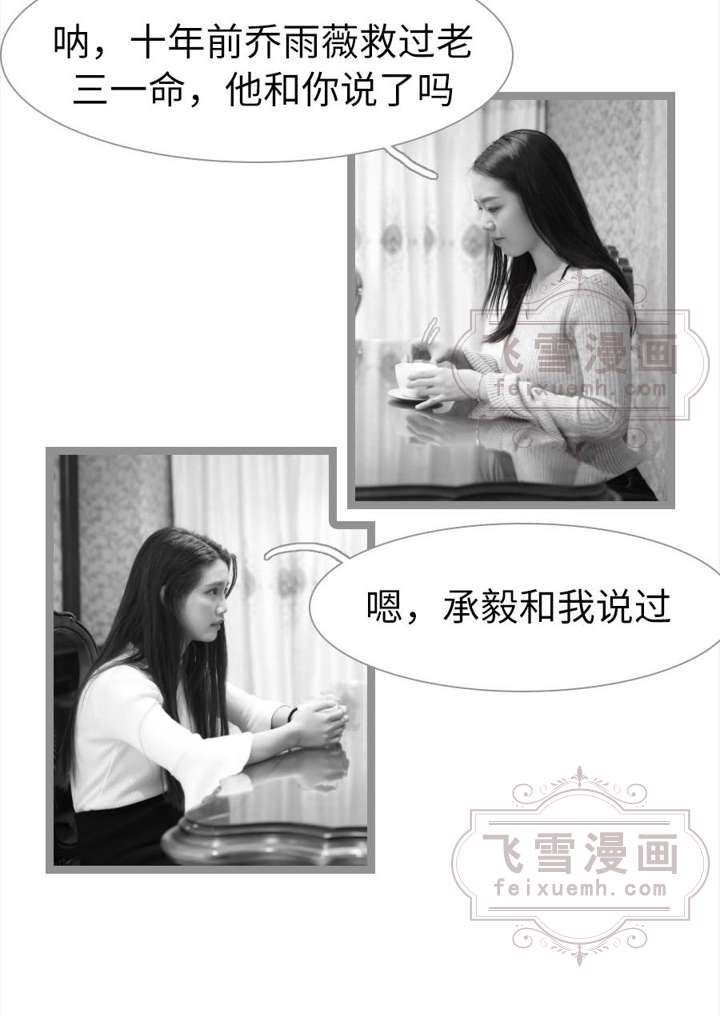 呐，十年前乔雨薇救过老
三一命，他和你说了吗
飞雪漫画
feixuemh.com
嗯，承毅和我说过
飞雪漫画
feixuemh.com